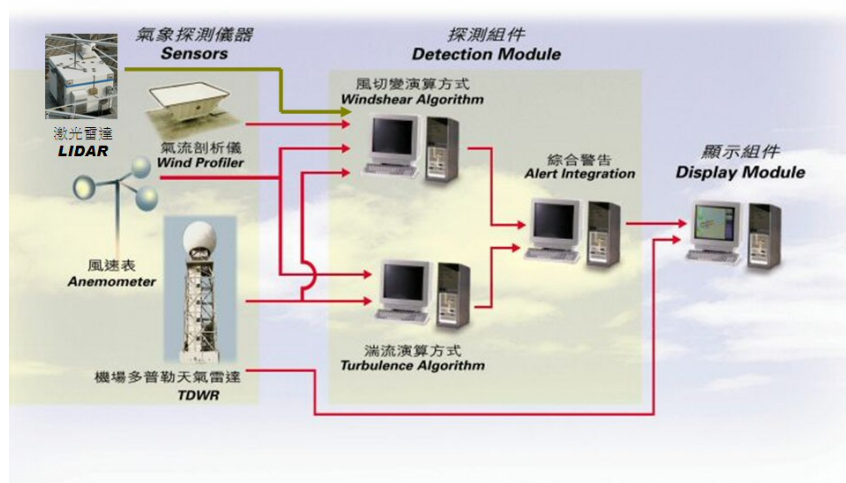 氣象探測儀器
Sensors
探測組件
Detection Module
激光雷達
LIDAR
氣流剖析儀
Wind Profiler
風切變演算方式
Windshear Algorithm
綜合警告
Alert Integration
顯示組件
Display Module
風速表
Anemometer
湍流演算方式
Turbulence Algorithm
機場多普勒天氣雷達
TDWR